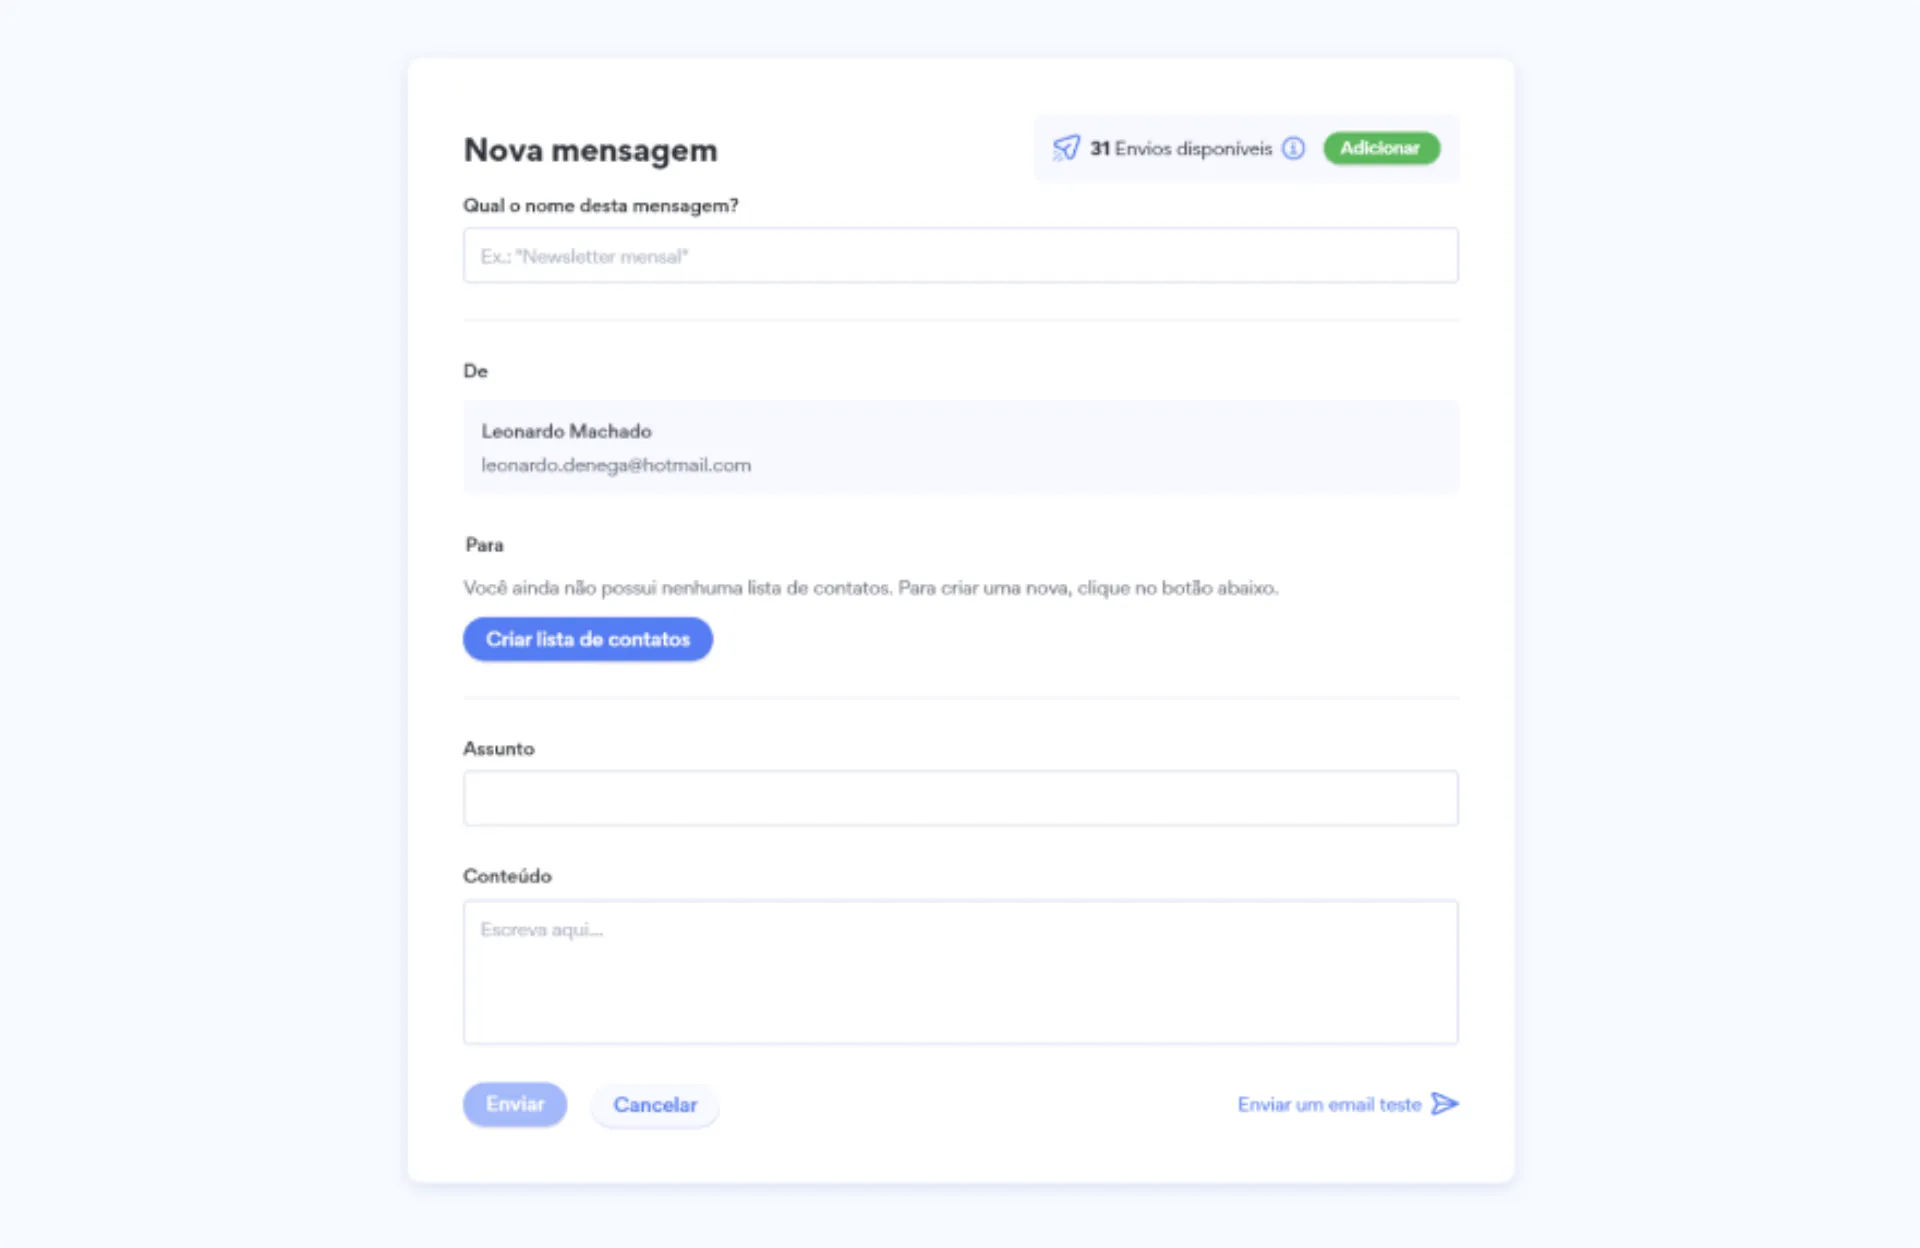 Nova mensagem
31 Envios disponíveis
Adicionar
Qual o nome desta mensagem?
Ex.: "Newsletter mensal"
De
Leonardo Machado
leonardo.denega@hotmail.com
Para
Você ainda não possui nenhuma lista de contatos. Para criar uma nova, clique no botão abaixo.
Criar lista de contatos
Assunto
Conteúdo
Escreva aqui...
Enviar
Cancelar
Enviar um email teste